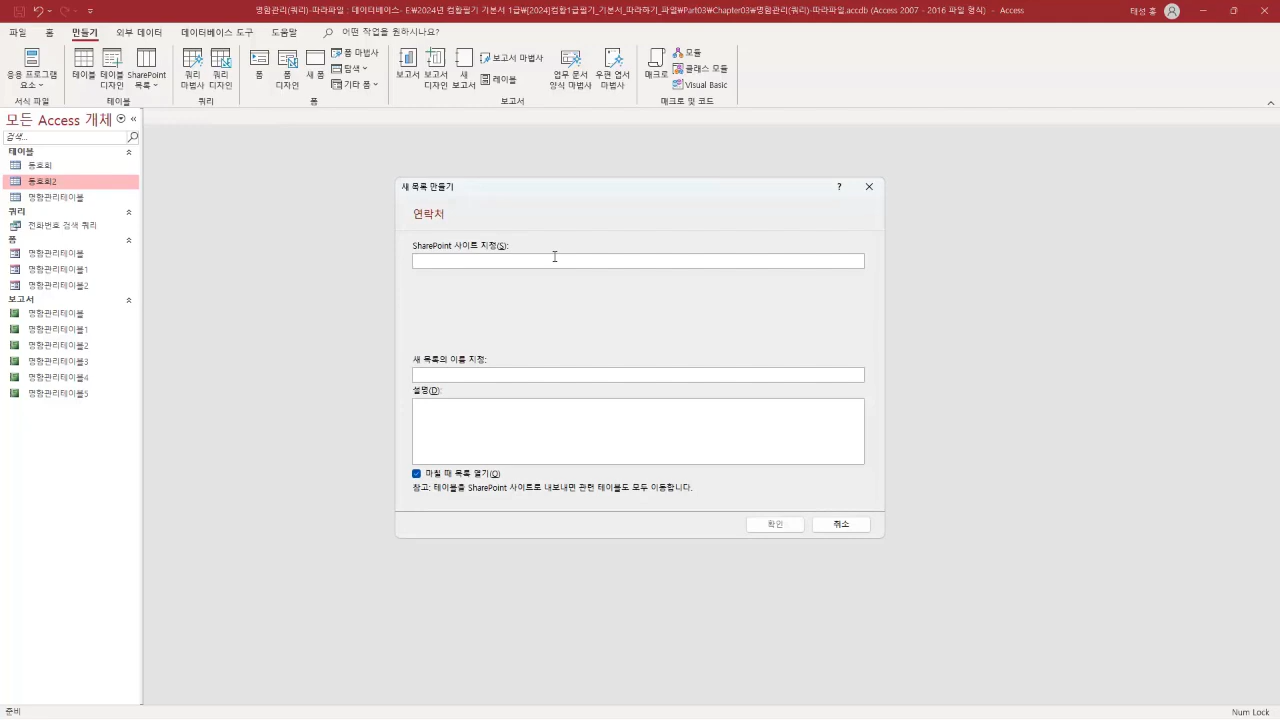 명함관리(쿼리)-따라파일 : 데이터베이스- E:₩2024년 컴활필기 기본서 1급₩[2024]컴활1급필기_기본서_따라하기_파일₩Part03₩Chapter03₩명함관리(쿼리)-따라파일.accdb (Access 2007 - 2016 파일 형식) - Access
태성 홍
파일 홈 만들기 외부 데이터 데이터베이스 도구 도움말 어떤 작업을 원하시나요?
응용 프로그램 요소
테이블
테이블 디자인
SharePoint 목록
쿼리 마법사
쿼리 디자인
폼
폼 디자인
새 폼
폼 마법사
탐색
기타 폼
보고서
보고서 디자인
새 보고서
보고서 마법사
레이블
업무 문서 양식 마법사
우편 엽서 마법사
매크로
모듈
클래스 모듈
Visual Basic
서식 파일 테이블 쿼리 폼 보고서 매크로 및 코드
모든 Access 개체
검색...
테이블
동호회
동호회2
명함관리테이블
쿼리
전화번호 검색 쿼리
폼
명함관리테이블
명함관리테이블1
명함관리테이블2
보고서
명함관리테이블
명함관리테이블1
명함관리테이블2
명함관리테이블3
명함관리테이블4
명함관리테이블5
새 목록 만들기
연락처
SharePoint 사이트 지정(S):
새 목록의 이름 지정:
설명(D):
마칠 때 목록 열기(O)
참고: 테이블을 SharePoint 사이트로 내보내면 관련 테이블도 모두 이동합니다.
확인 취소
준비
Num Lock